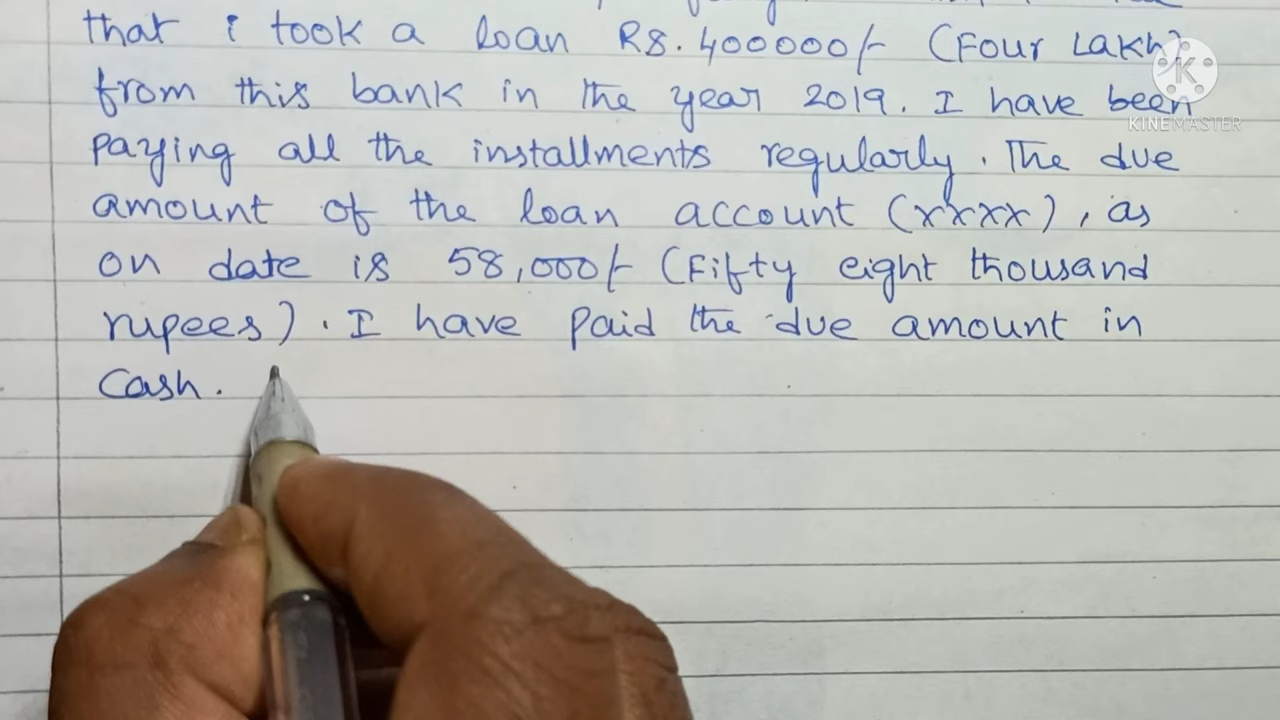 that i took a loan RS. 400000/- (Four Lakh)
from this bank in the year 2019. I have been
paying all the installments regularly. The due
amount of the loan account (xxxx), as
on date is 58,000/- (Fifty eight thousand
rupees). I have paid the due amount in
Cash.
KINEMASTER